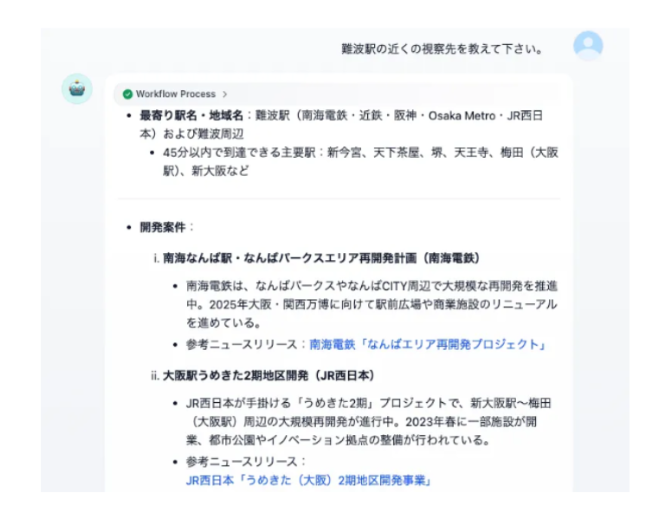 難波駅の近くの視察先を教えて下さい。
Workflow Process >
• 最寄り駅名・地域名：難波駅（南海電鉄・近鉄・阪神・Osaka Metro・JR西日
本）および難波周辺
• 45分以内で到達できる主要駅：新今宮、天下茶屋、堺、天王寺、梅田（大阪
駅）、新大阪など
• 開発案件：
i. 南海なんば駅・なんばパークスエリア再開発計画（南海電鉄）
• 南海電鉄は、なんばパークスやなんばCITY周辺で大規模な再開発を推進
中。2025年大阪・関西万博に向けて駅前広場や商業施設のリニューアル
を進めている。
• 参考ニュースリリース：南海電鉄「なんばエリア再開発プロジェクト」
ii. 大阪駅うめきた2期地区開発（JR西日本）
• JR西日本が手掛ける「うめきた2期」プロジェクトで、新大阪駅〜梅田
（大阪駅）周辺の大規模再開発が進行中。2023年春に一部施設が開
業、都市公園やイノベーション拠点の整備が行われている。
• 参考ニュースリリース：
JR西日本「うめきた（大阪）2期地区開発事業」